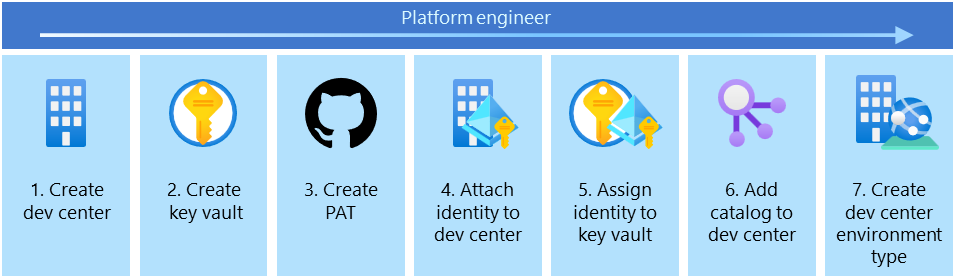 Platform engineer
1. Create
dev center
2. Create
key vault
3. Create
PAT
4. Attach
identity to
dev center
5. Assign
identity to
key vault
6. Add
catalog to
dev center
7. Create
dev center
environment
type